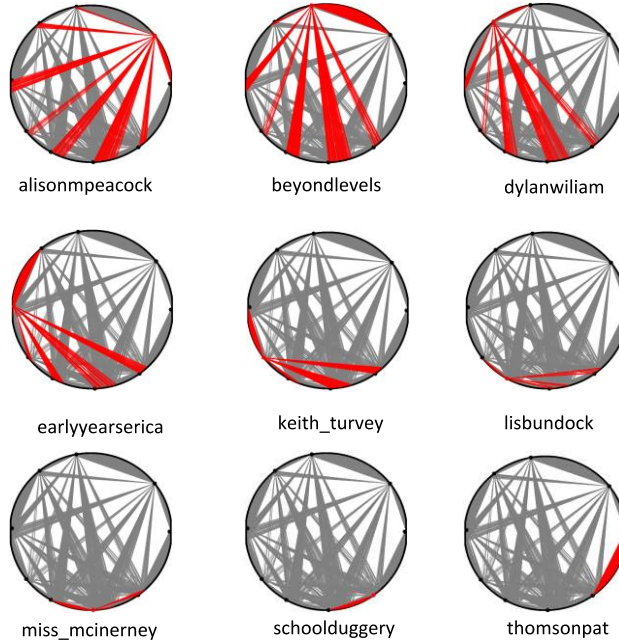 alisonmpeacock
beyondlevels
dylanwiliam
earlyyearserica
keith_turvey
lisbundock
miss_mcinerney
schoolduggery
thomsonpat